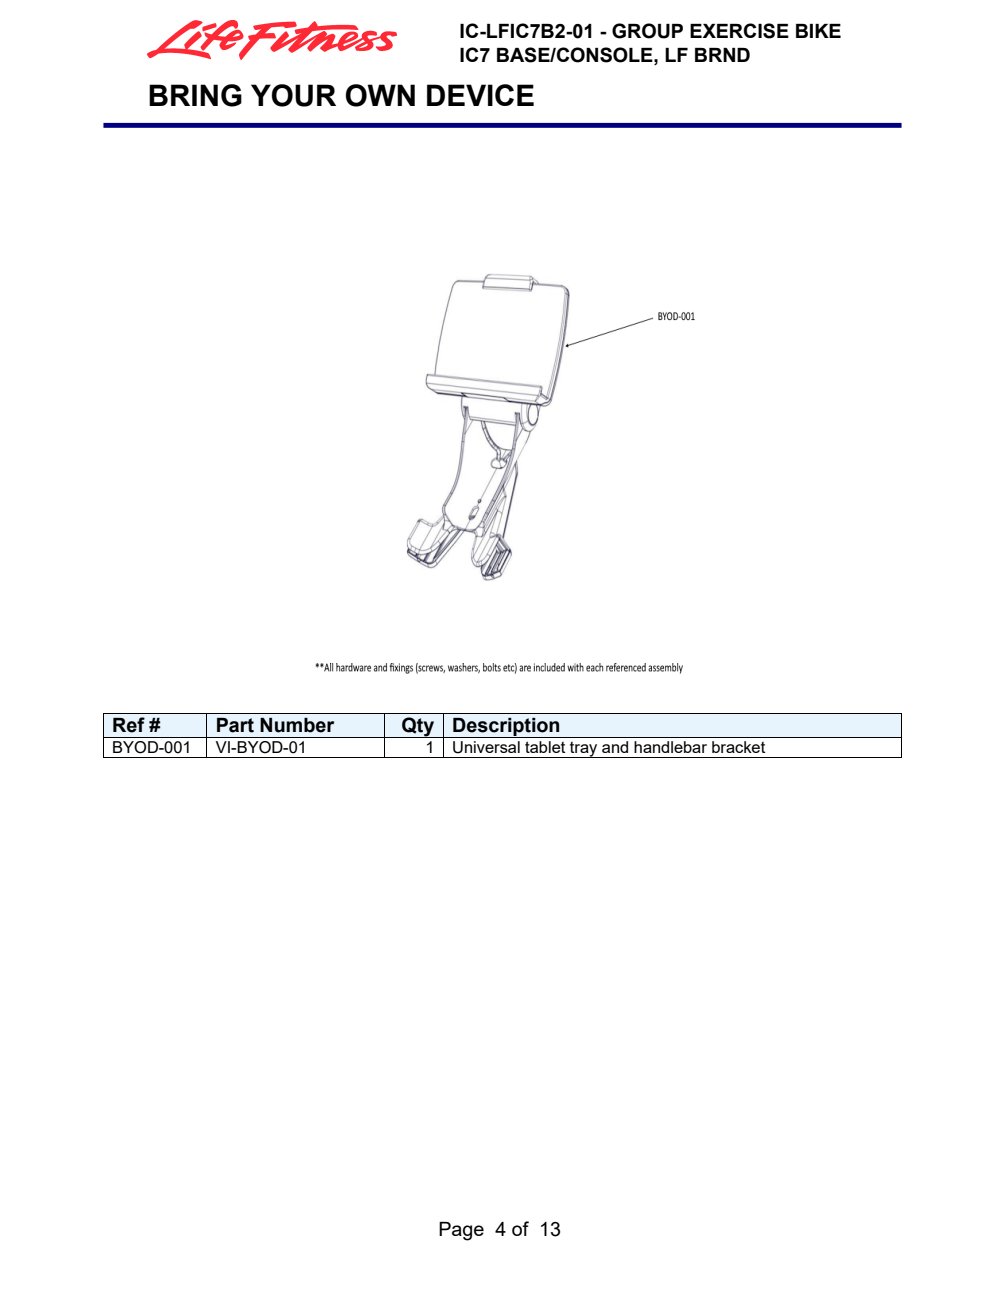 Life Fitness
IC-LFIC7B2-01 - GROUP EXERCISE BIKE
IC7 BASE/CONSOLE, LF BRND
BRING YOUR OWN DEVICE
BYOD-001
**All hardware and fixings (screws, washers, bolts etc) are included with each referenced assembly
Ref # Part Number Qty Description
BYOD-001 VI-BYOD-01 1 Universal tablet tray and handlebar bracket
Page 4 of 13